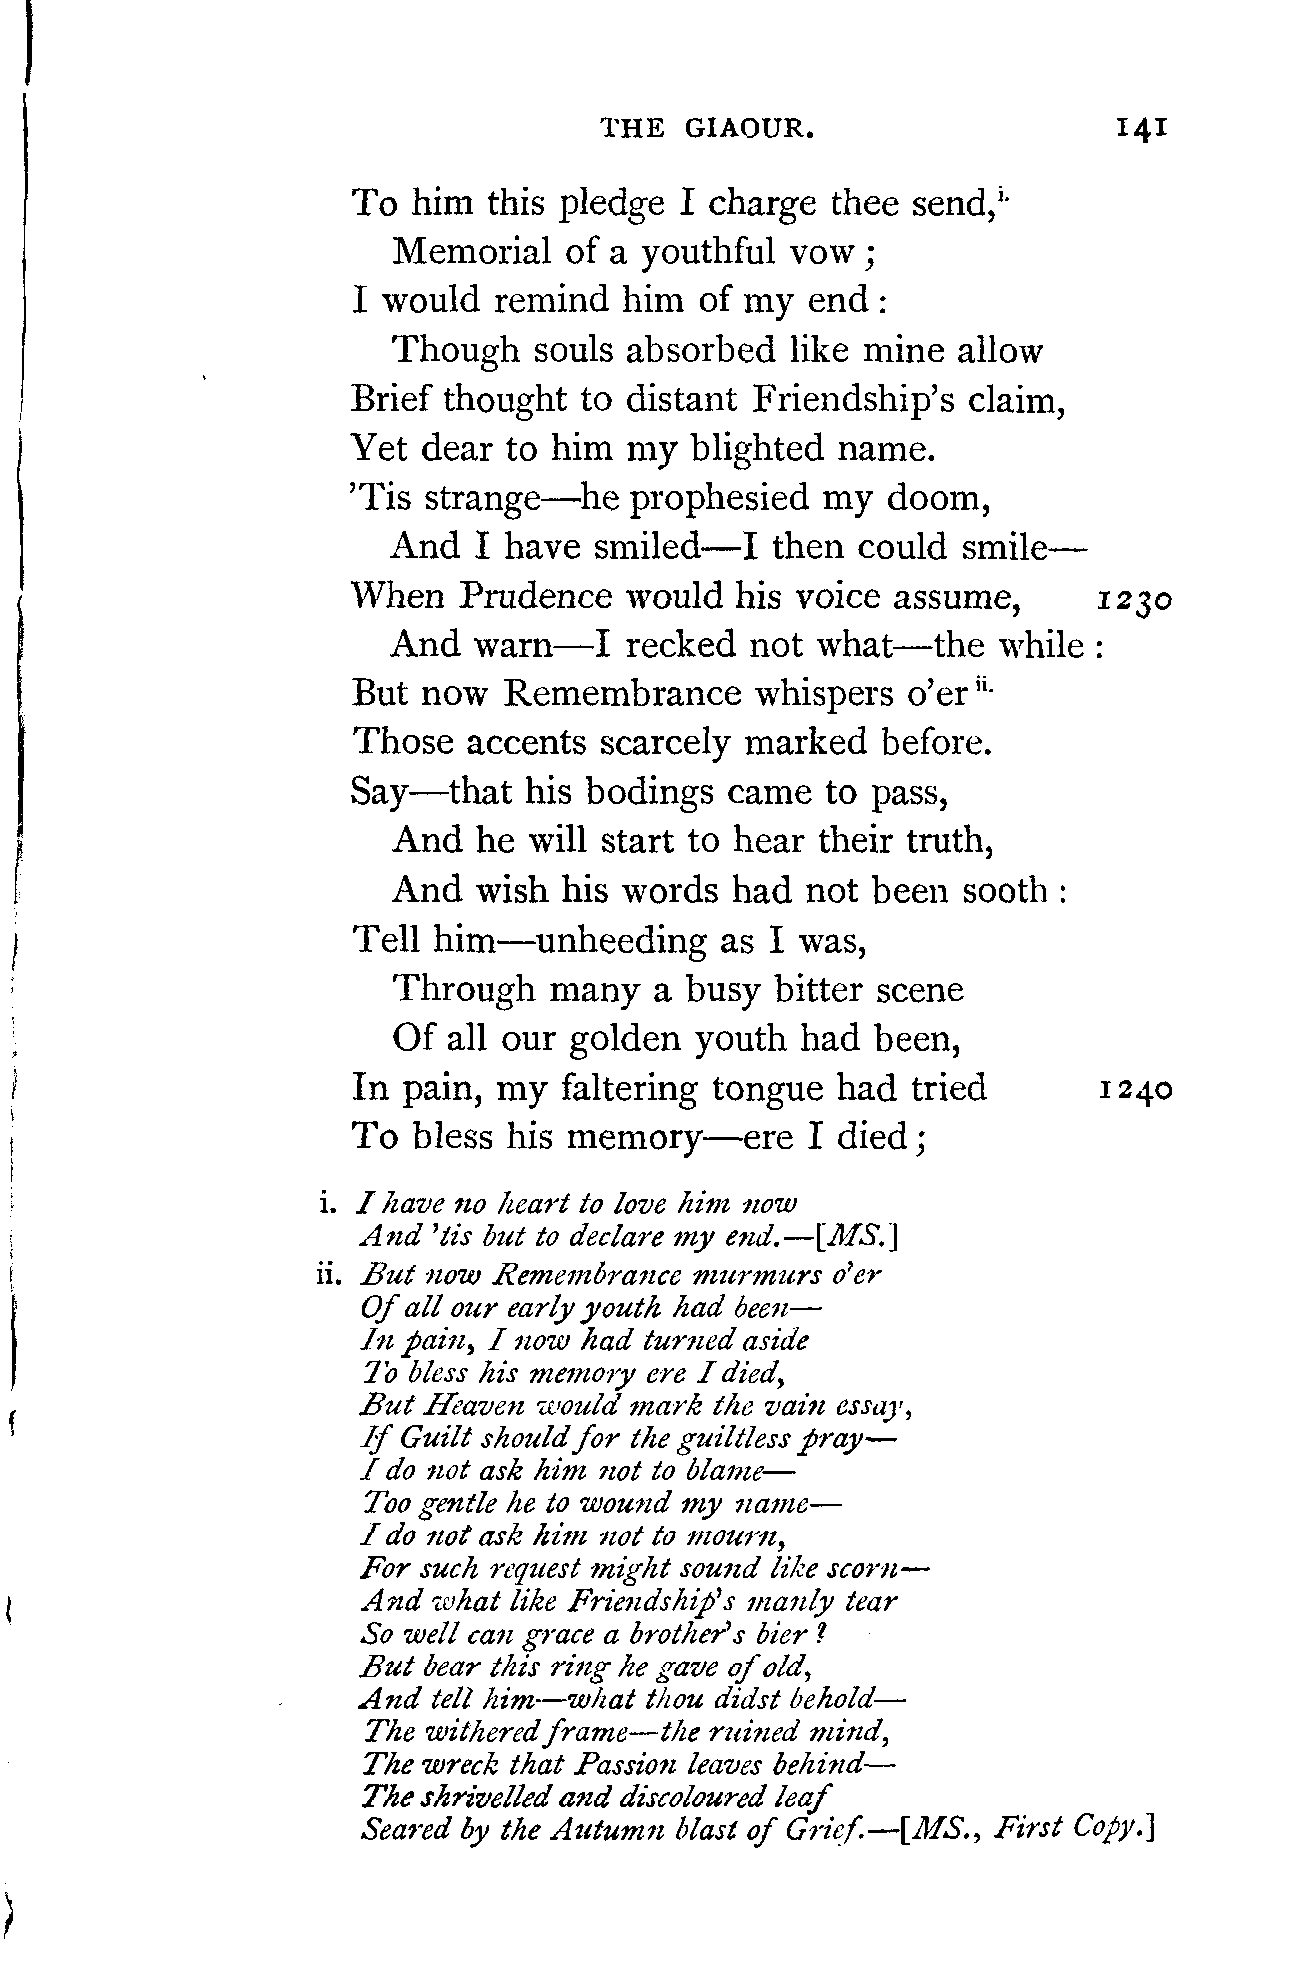 THE GIAOUR. 141
To him this pledge I charge thee send,i.
Memorial of a youthful vow;
I would remind him of my end:
Though souls absorbed like mine allow
Brief thought to distant Friendship's claim,
Yet dear to him my blighted name.
'Tis strange—he prophesied my doom,
And I have smiled—I then could smile—
When Prudence would his voice assume, 1230
And warn—I recked not what—the while:
But now Remembrance whispers o'er ii.
Those accents scarcely marked before.
Say—that his bodings came to pass,
And he will start to hear their truth,
And wish his words had not been sooth:
Tell him—unheeding as I was,
Through many a busy bitter scene
Of all our golden youth had been,
In pain, my faltering tongue had tried 1240
To bless his memory—ere I died;
i. I have no heart to love him now
And 'tis but to declare my end.—[MS.]
ii. But now Remembrance murmurs o'er
Of all our early youth had been—
In pain, I now had turned aside
To bless his memory ere I died,
But Heaven would mark the vain essay,
If Guilt should for the guiltless pray—
I do not ask him not to blame—
Too gentle he to wound my name—
I do not ask him not to mourn,
For such request might sound like scorn—
And what like Friendship's manly tear
So well can grace a brother's bier?
But bear this ring he gave of old,
And tell him—what thou didst behold—
The withered frame—the ruined mind,
The wreck that Passion leaves behind—
The shrivelled and discoloured leaf
Seared by the Autumn blast of Grief.—[MS., First Copy.]